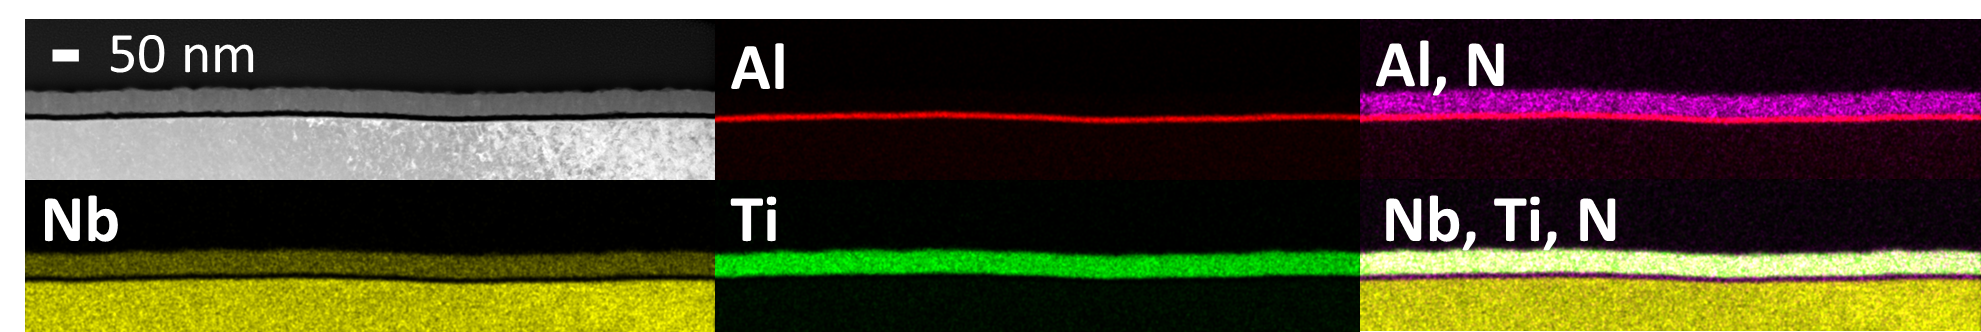 50 nm
Al
Al, N
Nb
Ti
Nb, Ti, N